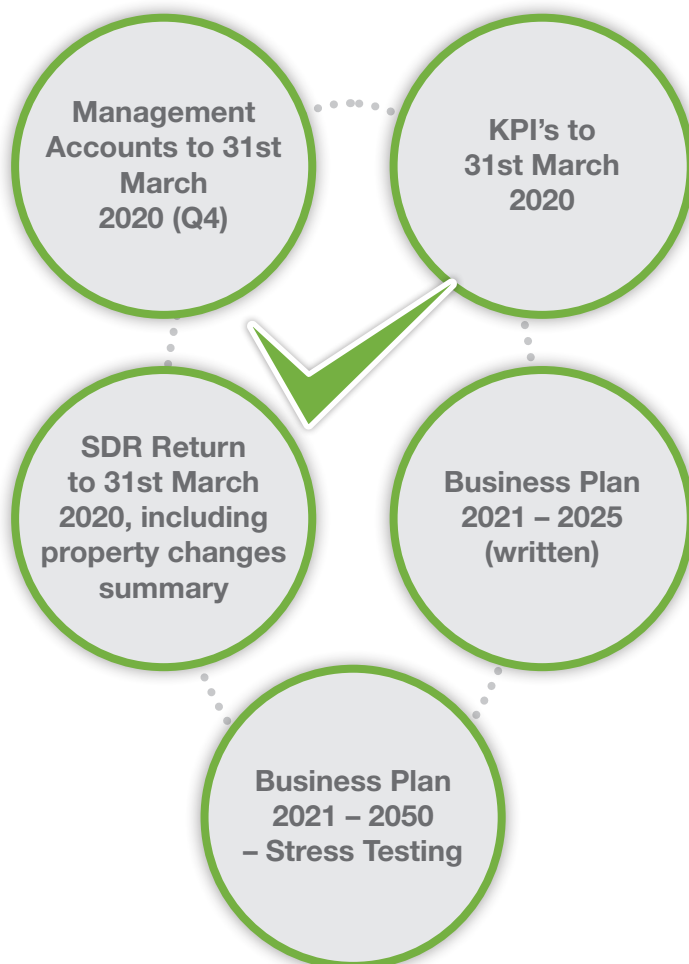 Management
Accounts to 31st
March
2020 (Q4)
KPI's to
31st March
2020
SDR Return
to 31st March
2020, including
property changes
summary
Business Plan
2021 – 2025
(written)
Business Plan
2021 – 2050
– Stress Testing